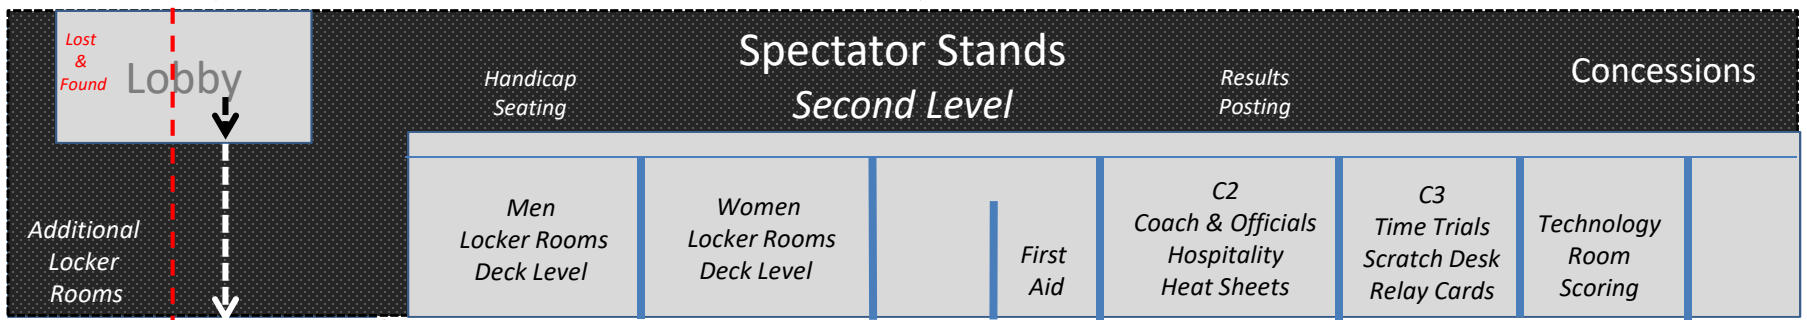 Lost
&
Found
Lobby
Handicap
Seating
Spectator Stands
Second Level
Results
Posting
Concessions
Additional
Locker
Rooms
Men
Locker Rooms
Deck Level
Women
Locker Rooms
Deck Level
First
Aid
C2
Coach & Officials
Hospitality
Heat Sheets
C3
Time Trials
Scratch Desk
Relay Cards
Technology
Room
Scoring